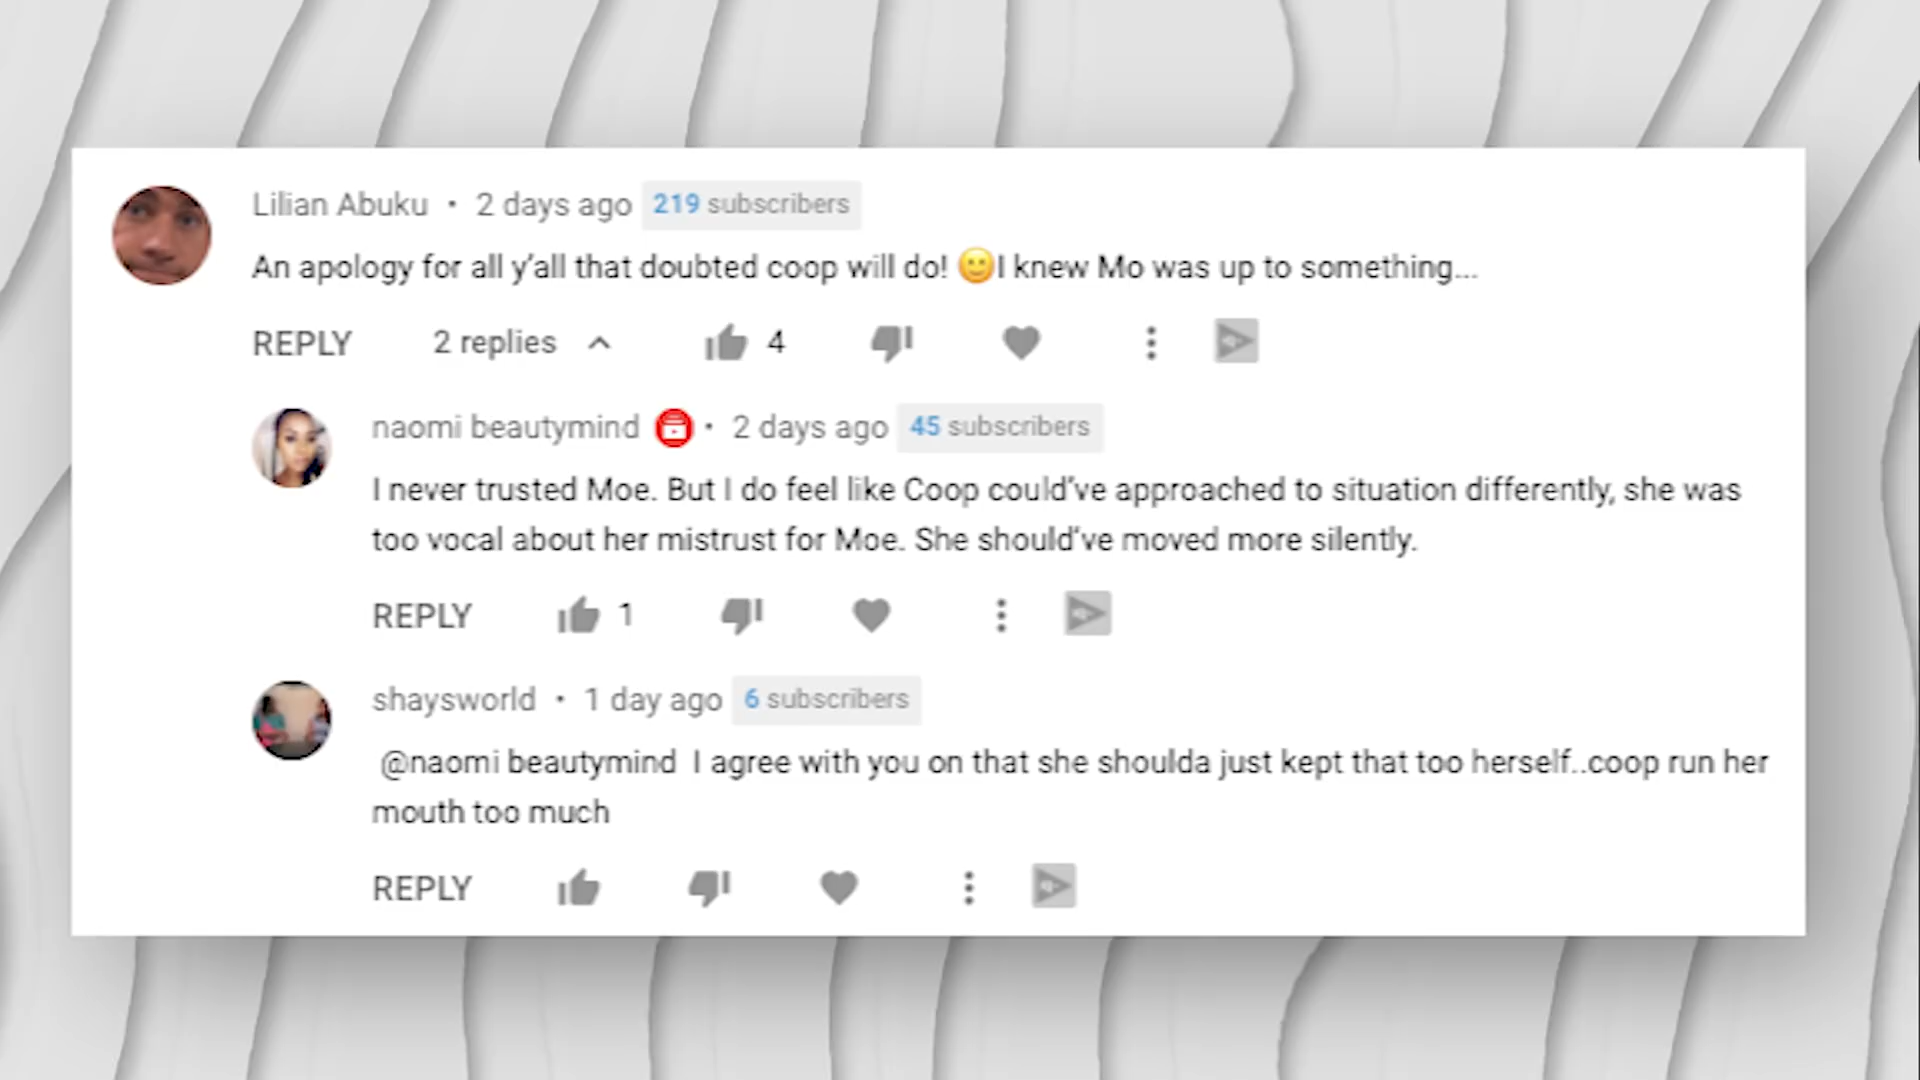 Lilian Abuku • 2 days ago 219 subscribers
An apology for all y'all that doubted coop will do! 🙂I knew Mo was up to something...
REPLY 2 replies 4
naomi beautymind • 2 days ago 45 subscribers
I never trusted Moe. But I do feel like Coop could've approached to situation differently, she was
too vocal about her mistrust for Moe. She should've moved more silently.
REPLY 1
shaysworld • 1 day ago 6 subscribers
@naomi beautymind I agree with you on that she shoulda just kept that too herself..coop run her
mouth too much
REPLY